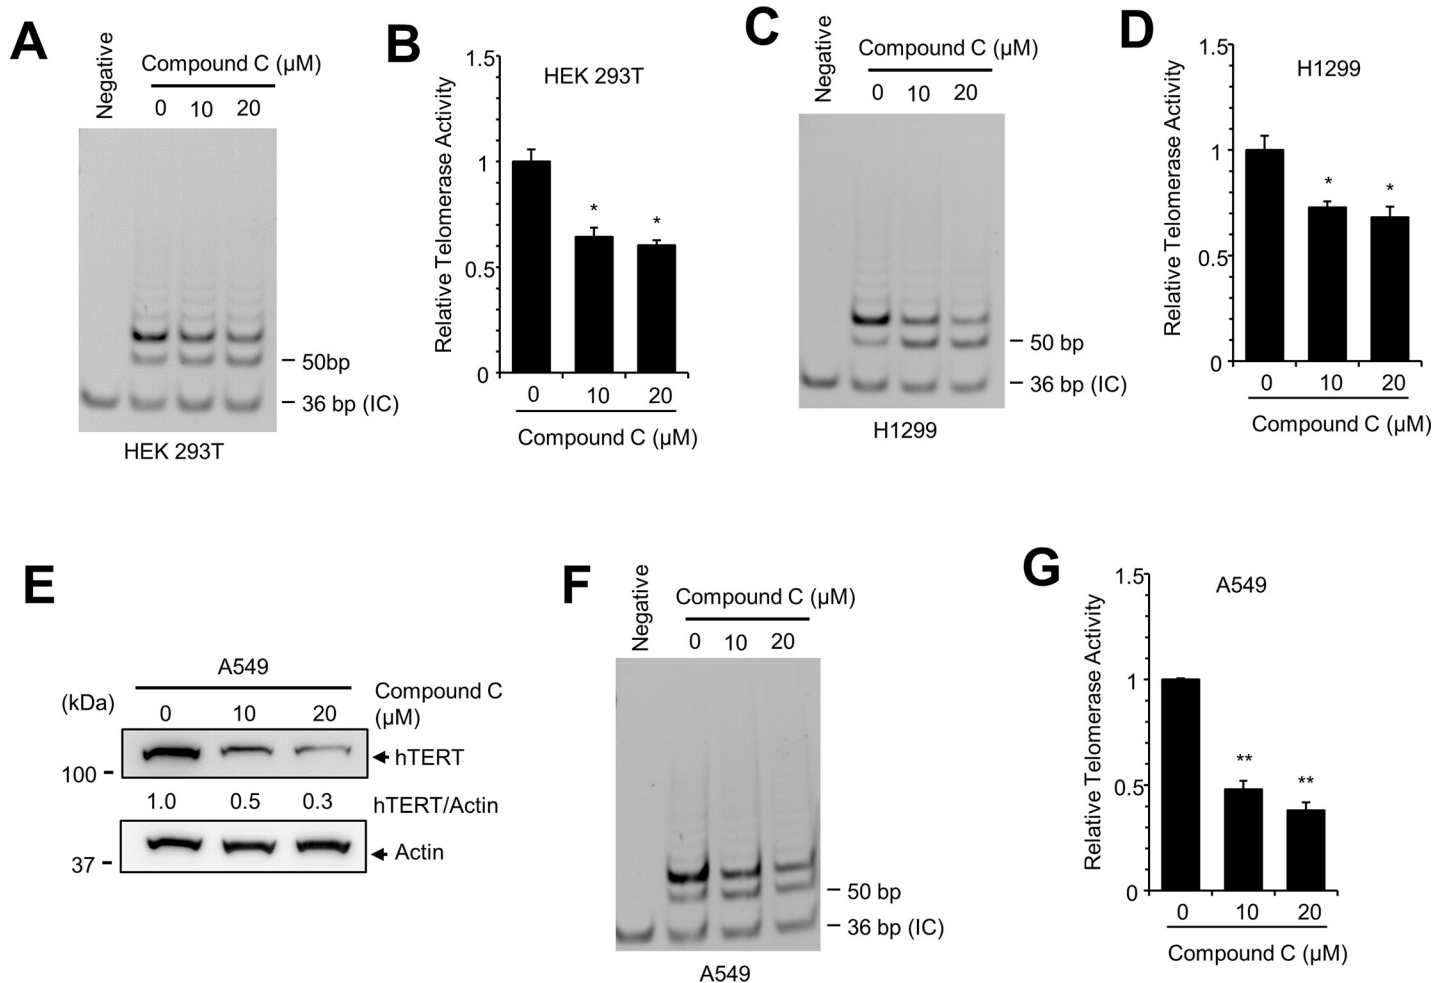 A
Negative
Compound C (µM)
0 10 20
50bp
36 bp (IC)
HEK 293T
B
HEK 293T
Relative Telomerase Activity
1.5
1
0.5
0
0 10 20
* *
Compound C (µM)
C
Negative
Compound C (µM)
0 10 20
50 bp
36 bp (IC)
H1299
D
H1299
Relative Telomerase Activity
1.5
1
0.5
0
0 10 20
* *
Compound C (µM)
E
A549
(kDa)
0 10 20
Compound C
(µM)
hTERT
100
1.0 0.5 0.3 hTERT/Actin
Actin
37
F
Negative
Compound C (µM)
0 10 20
50 bp
36 bp (IC)
A549
G
A549
Relative Telomerase Activity
1.5
1
0.5
0
0 10 20
** **
Compound C (µM)